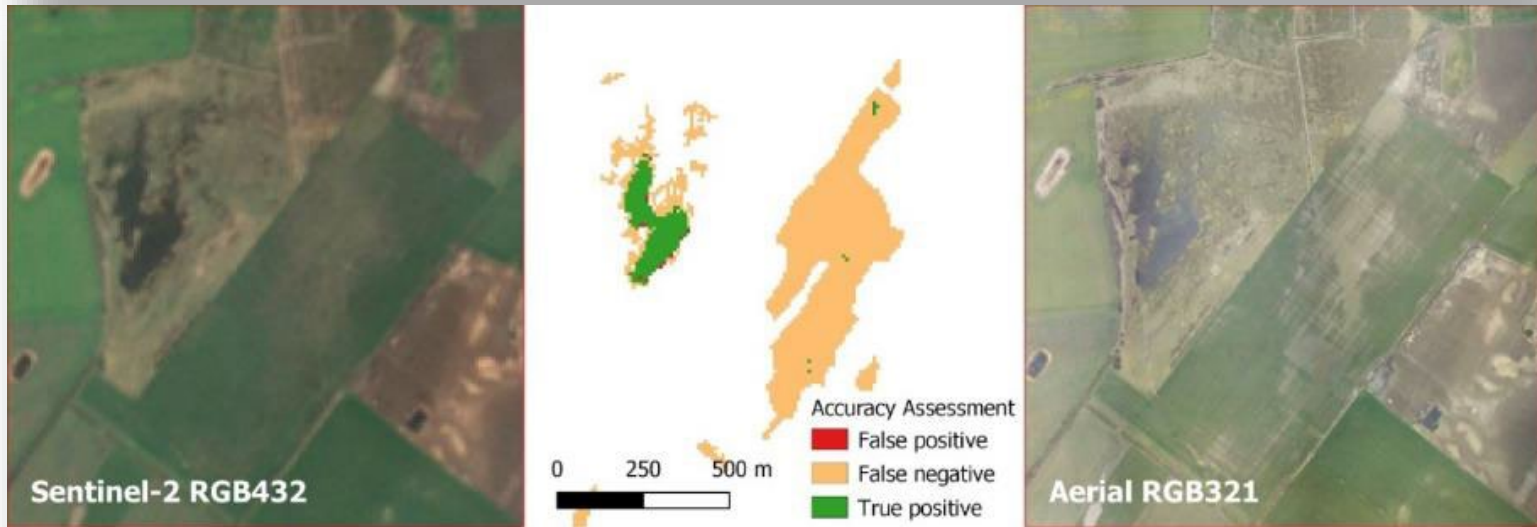 Sentinel-2 RGB432
Accuracy Assessment
False positive
False negative
True positive
0 250 500 m
Aerial RGB321